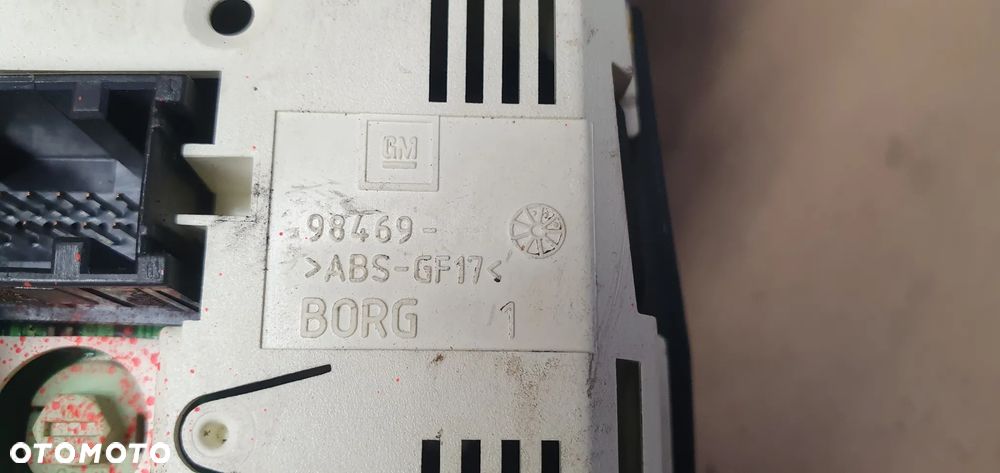 GM
98469-
>ABS-GF17<
BORG 1
OTOMOTO